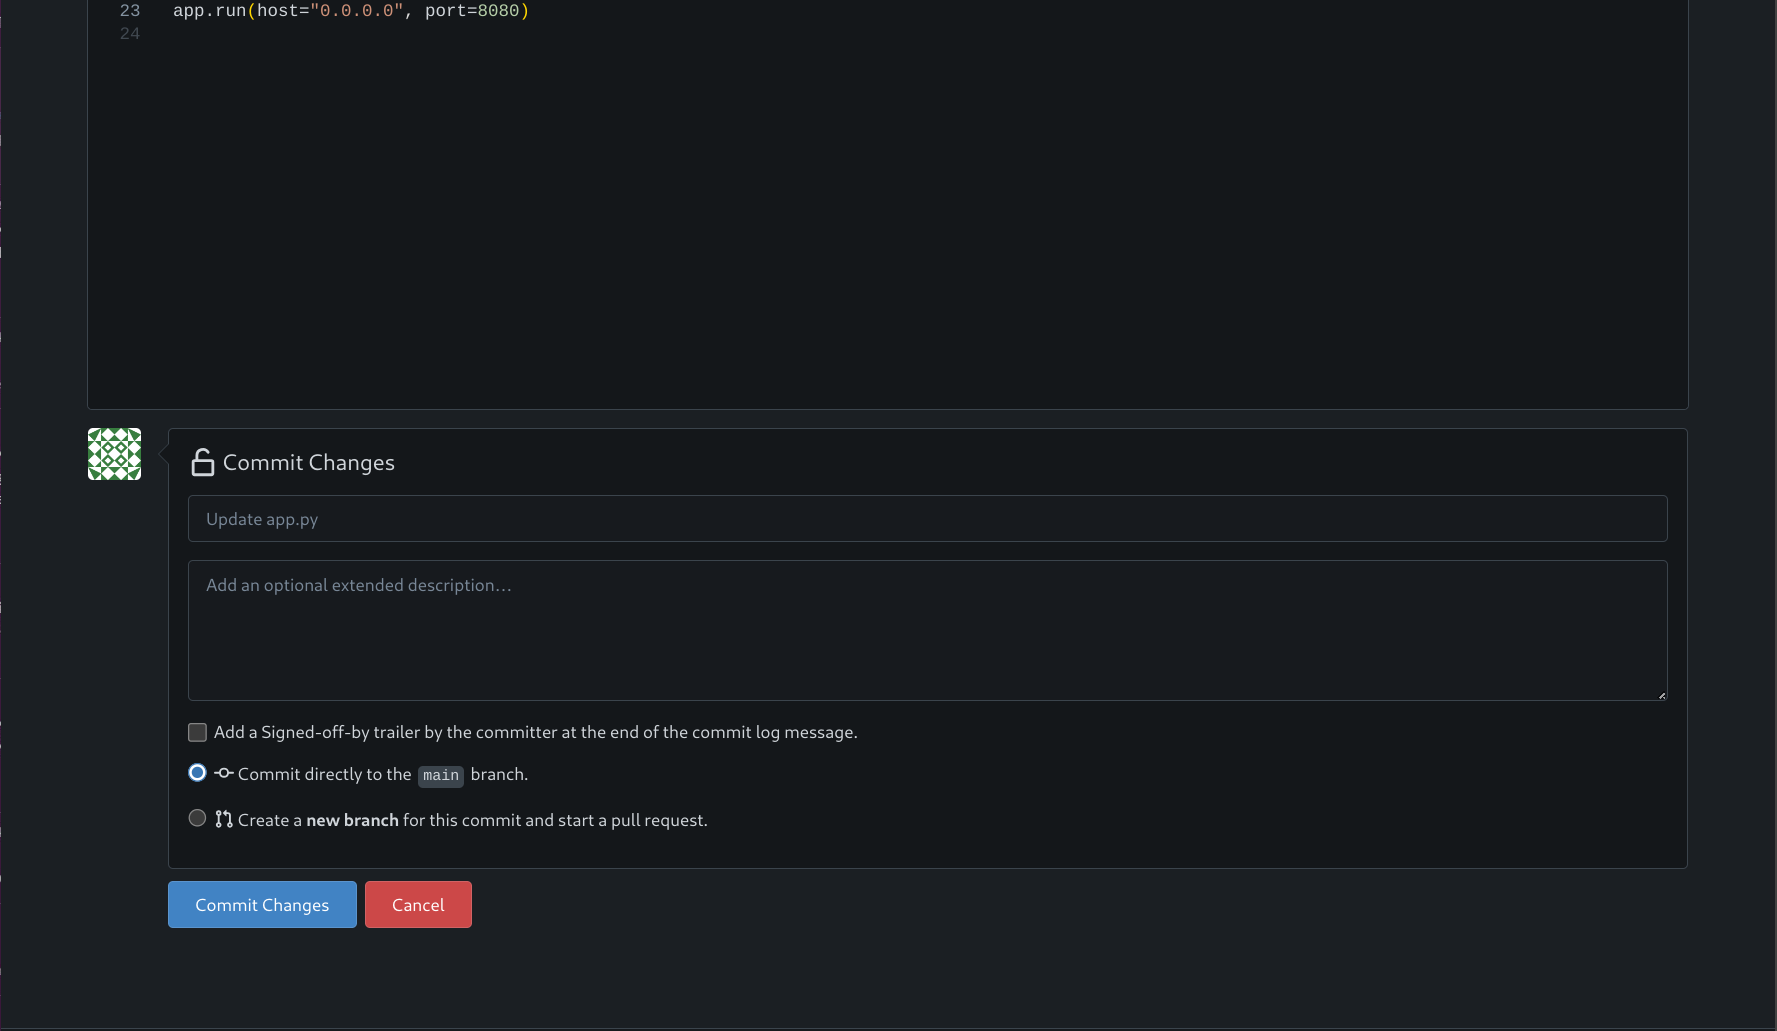 23 app.run(host="0.0.0.0", port=8080)
24
Commit Changes
Update app.py
Add an optional extended description...
Add a Signed-off-by trailer by the committer at the end of the commit log message.
Commit directly to the main branch.
Create a new branch for this commit and start a pull request.
Commit Changes Cancel